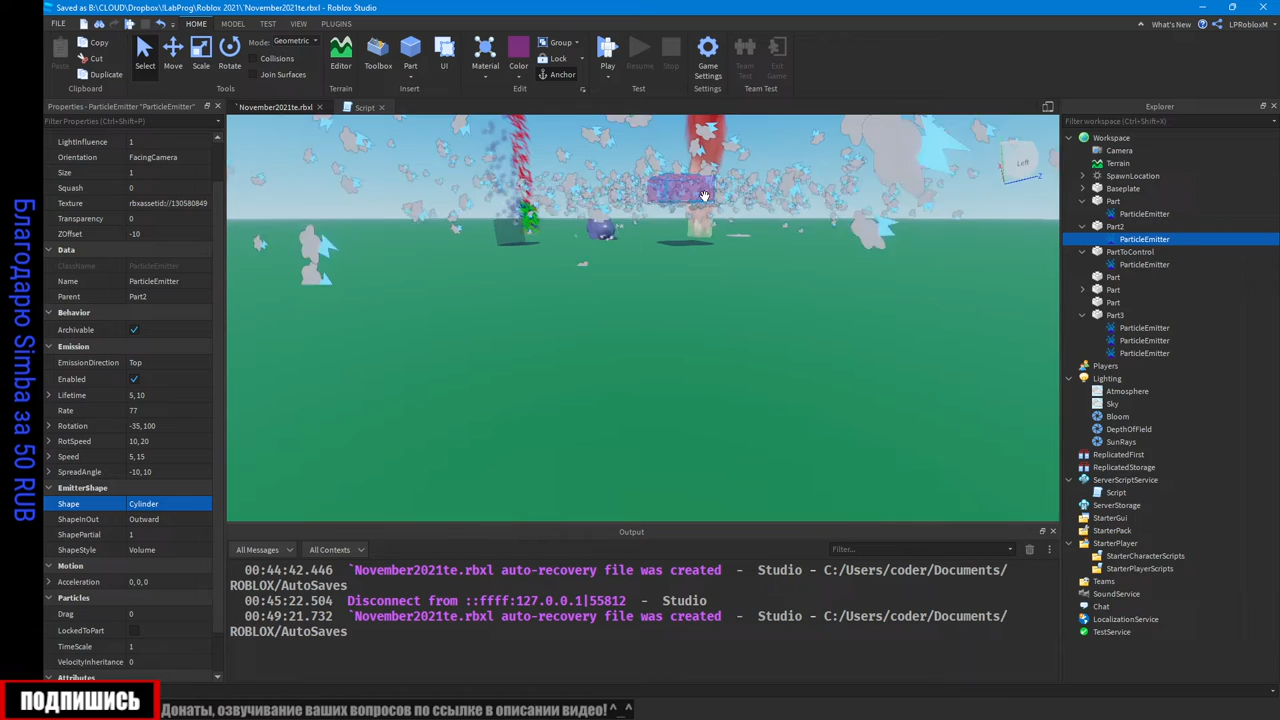 Saved as B:\CLOUD\Dropbox\!LabProg\Roblox 2021\`November2021te.rbxl - Roblox Studio
FILE HOME MODEL TEST VIEW PLUGINS What's New LPRobloxM
Paste Copy Cut Duplicate
Select Move Scale Rotate
Mode: Geometric Collisions Join Surfaces
Editor Toolbox Part UI Material Color
Group Lock Anchor
Play Resume Stop Game Settings Team Test Exit Game
Clipboard Tools Terrain Insert Edit Test Settings Team Test
Properties - ParticleEmitter "ParticleEmitter"
Filter Properties (Ctrl+Shift+P)
LightInfluence 1
Orientation FacingCamera
Size 1
Squash 0
Texture rbxassetid://130580849
Transparency 0
ZOffset -10
Data
ClassName ParticleEmitter
Name ParticleEmitter
Parent Part2
Behavior
Archivable
Emission
EmissionDirection Top
Enabled
Lifetime 5, 10
Rate 77
Rotation -35, 100
RotSpeed 10, 20
Speed 5, 15
SpreadAngle -10, 10
EmitterShape
Shape Cylinder
ShapeInOut Outward
ShapePartial 1
ShapeStyle Volume
Motion
Acceleration 0, 0, 0
Particles
Drag 0
LockedToPart
TimeScale 1
VelocityInheritance 0
Attributes
`November2021te.rbxl Script
Left
Z
Output
All Messages All Contexts Filter...
00:44:42.446 `November2021te.rbxl auto-recovery file was created - Studio - C:/Users/coder/Documents/
ROBLOX/AutoSaves
00:45:22.504 Disconnect from ::ffff:127.0.0.1|55812 - Studio
00:49:21.732 `November2021te.rbxl auto-recovery file was created - Studio - C:/Users/coder/Documents/
ROBLOX/AutoSaves
Explorer
Filter workspace (Ctrl+Shift+X)
Workspace
Camera
Terrain
SpawnLocation
Baseplate
Part
ParticleEmitter
Part2
ParticleEmitter
PartToControl
ParticleEmitter
Part
Part
Part
Part3
ParticleEmitter
ParticleEmitter
ParticleEmitter
Players
Lighting
Atmosphere
Sky
Bloom
DepthOfField
SunRays
ReplicatedFirst
ReplicatedStorage
ServerScriptService
Script
ServerStorage
StarterGui
StarterPack
StarterPlayer
StarterCharacterScripts
StarterPlayerScripts
Teams
SoundService
Chat
LocalizationService
TestService
Благодарю Simba за 50 RUB
ПОДПИШИСЬ
Донаты, озвучивание ваших вопросов по ссылке в описании видео! ^_^